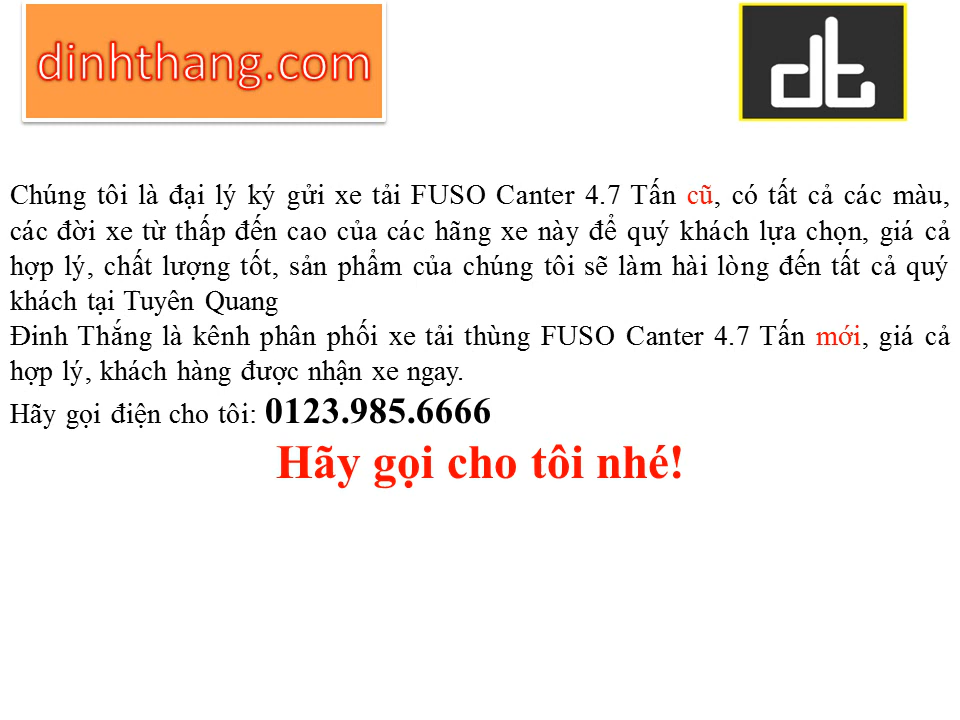 dinhthang.com
dt
Chúng tôi là đại lý ký gửi xe tải FUSO Canter 4.7 Tấn cũ, có tất cả các màu,
các đời xe từ thấp đến cao của các hãng xe này để quý khách lựa chọn, giá cả
hợp lý, chất lượng tốt, sản phẩm của chúng tôi sẽ làm hài lòng đến tất cả quý
khách tại Tuyên Quang
Đinh Thắng là kênh phân phối xe tải thùng FUSO Canter 4.7 Tấn mới, giá cả
hợp lý, khách hàng được nhận xe ngay.
Hãy gọi điện cho tôi: 0123.985.6666
Hãy gọi cho tôi nhé!